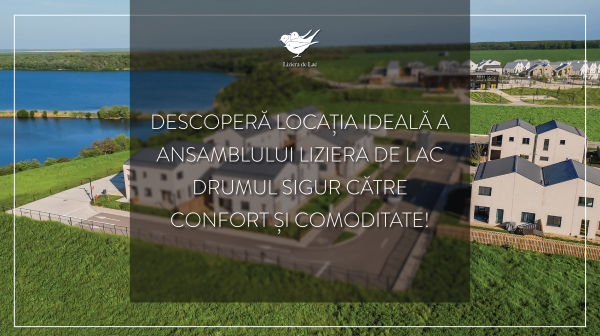 Liziera de Lac
DESCOPERĂ LOCAȚIA IDEALĂ A
ANSAMBLULUI LIZIERA DE LAC
DRUMUL SIGUR CĂTRE
CONFORT ȘI COMODITATE!